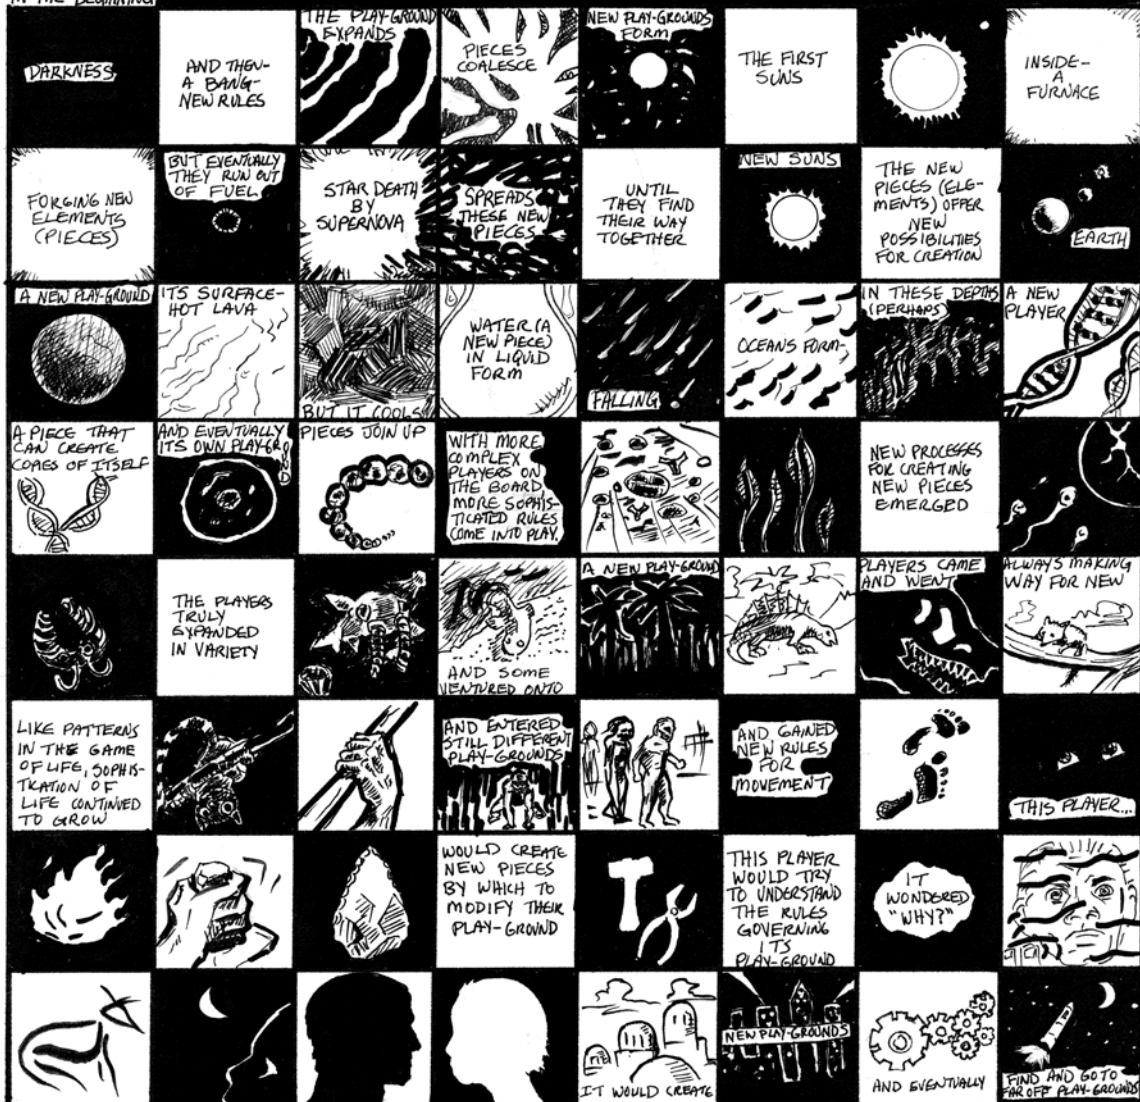 IN THE BEGINNING
DARKNESS
AND THEN-
A BANG-
NEW RULES
THE PLAY-GROUND
EXPANDS
PIECES
COALESCE
NEW PLAY-GROUNDS
FORM
THE FIRST
SUNS
INSIDE-
A
FURNACE
FORGING NEW
ELEMENTS
(PIECES)
BUT EVENTUALLY
THEY RUN OUT
OF FUEL
STAR DEATH
BY
SUPERNOVA
SPREADS
THESE NEW
PIECES
UNTIL
THEY FIND
THEIR WAY
TOGETHER
NEW SUNS
THE NEW
PIECES (ELE-
MENTS) OFFER
NEW
POSSIBILITIES
FOR CREATION
EARTH
A NEW PLAY-GROUND
ITS SURFACE-
HOT LAVA
BUT IT COOLS
WATER (A
NEW PIECE)
IN LIQUID
FORM
FALLING
OCEANS FORM-
IN THESE DEPTHS
(PERHAPS)
A NEW
PLAYER
A PIECE THAT
CAN CREATE
COPIES OF ITSELF
AND EVENTUALLY
ITS OWN PLAY-GROUND
PIECES JOIN UP
WITH MORE
COMPLEX
PLAYERS ON
THE BOARD,
MORE SOPHIS-
TICATED RULES
COME INTO PLAY.
NEW PROCESSES
FOR CREATING
NEW PIECES
EMERGED
THE PLAYERS
TRULY
EXPANDED
IN VARIETY
AND SOME
VENTURED ONTO
A NEW PLAY-GROUND
PLAYERS CAME
AND WENT
ALWAYS MAKING
WAY FOR NEW
LIKE PATTERNS
IN THE GAME
OF LIFE, SOPHIS-
TICATION OF
LIFE CONTINUED
TO GROW
AND ENTERED
STILL DIFFERENT
PLAY-GROUNDS
AND GAINED
NEW RULES
FOR
MOVEMENT
THIS PLAYER...
WOULD CREATE
NEW PIECES
BY WHICH TO
MODIFY THEIR
PLAY-GROUND
THIS PLAYER
WOULD TRY
TO UNDERSTAND
THE RULES
GOVERNING
ITS
PLAY-GROUND
IT
WONDERED
"WHY?"
IT WOULD CREATE
NEW PLAY-GROUNDS
AND EVENTUALLY
FIND AND GO TO
FAR OFF PLAY-GROUNDS